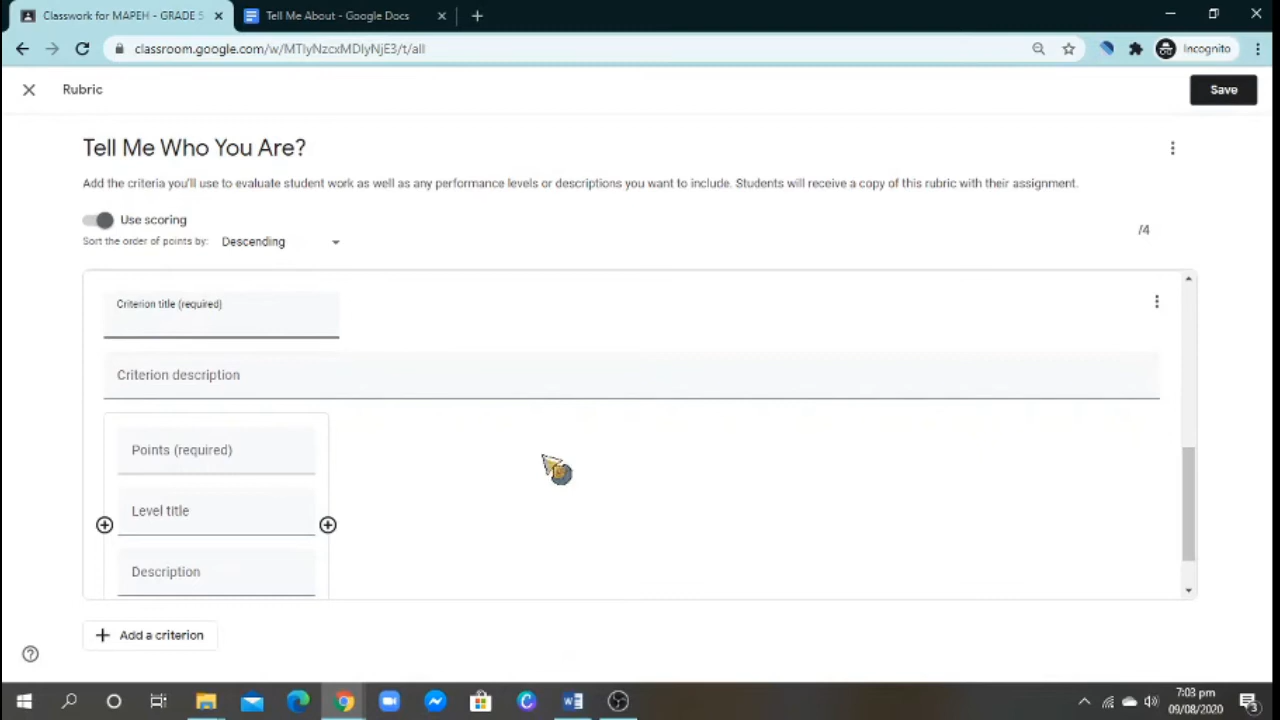 Classwork for MAPEH - GRADE 5
Tell Me About - Google Docs
classroom.google.com/w/MTIyNzcxMDIyNjE3/t/all
Incognito
Rubric
Save
Tell Me Who You Are?
Add the criteria you'll use to evaluate student work as well as any performance levels or descriptions you want to include. Students will receive a copy of this rubric with their assignment.
Use scoring
Sort the order of points by: Descending
/4
Criterion title (required)
Criterion description
Points (required)
Level title
Description
Add a criterion
7:03 pm
09/08/2020
3